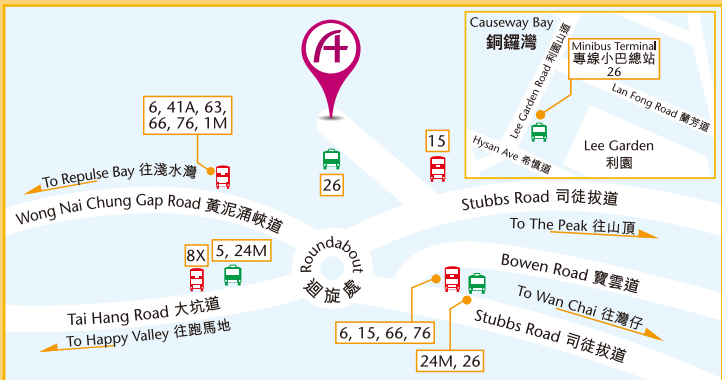 Causeway Bay
銅鑼灣
Minibus Terminal
專線小巴總站
26
Lee Garden Road 利園山道
Lan Fong Road 蘭芳道
Hysan Ave 希慎道
Lee Garden
利園
6, 41A, 63,
66, 76, 1M
15
26
To Repulse Bay 往淺水灣
Wong Nai Chung Gap Road 黃泥涌峽道
Stubbs Road 司徒拔道
To The Peak 往山頂
8X
5, 24M
Roundabout
迴旋處
Bowen Road 寶雲道
Tai Hang Road 大坑道
To Happy Valley 往跑馬地
To Wan Chai 往灣仔
Stubbs Road 司徒拔道
6, 15, 66, 76
24M, 26